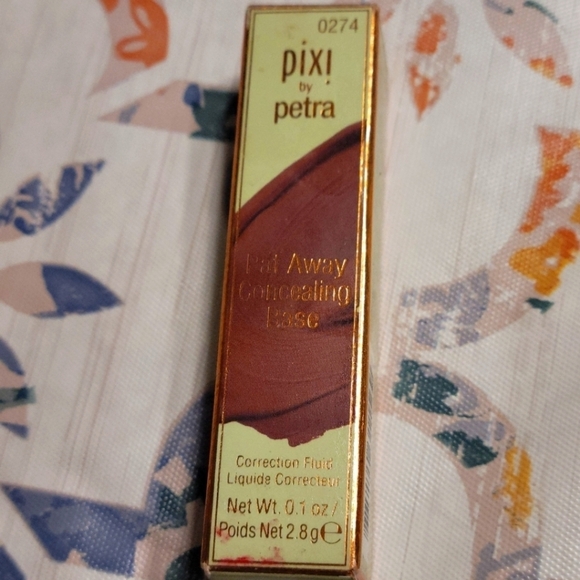 0274
pixi
by
petra
Pat Away
Concealing
Base
Correction Fluid
Liquide Correcteur
Net Wt. 0.1 oz /
Poids Net 2.8g e